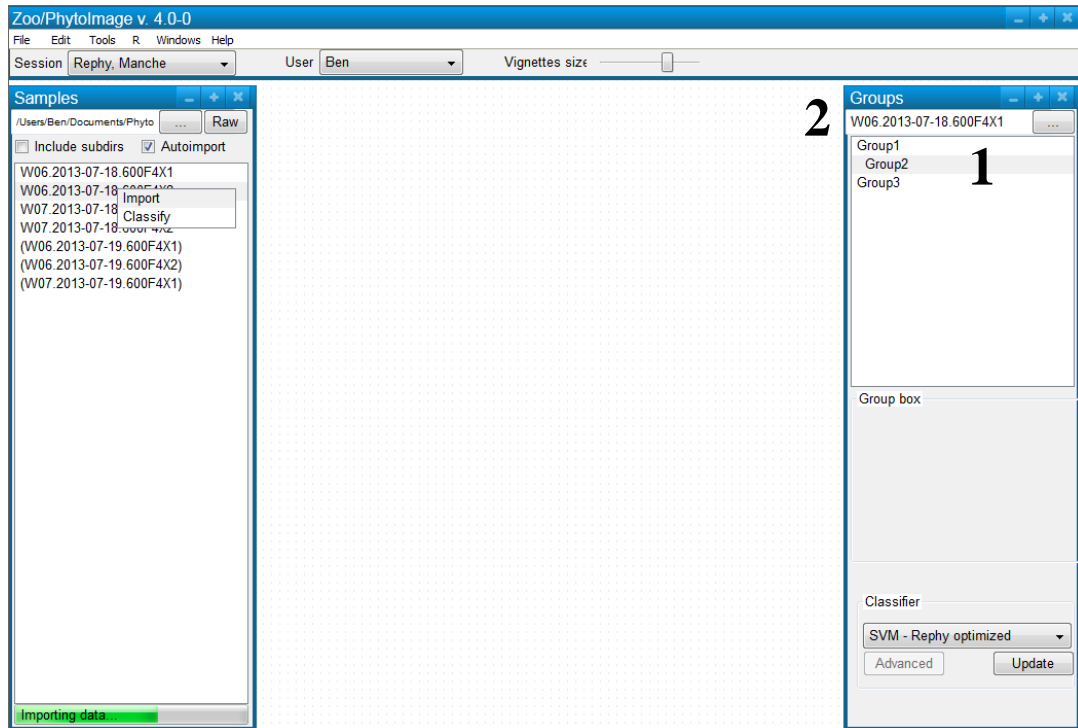 Zoo/PhytoImage v. 4.0-0
File Edit Tools R Windows Help
Session Rephy, Manche User Ben Vignettes size
Samples
/Users/Ben/Documents/Phyto ... Raw
Include subdirs Autoimport
W06.2013-07-18.600F4X1
W06.2013-07-18
Import
W07.2013-07-18
Classify
W07.2013-07-18.600F4X2
(W06.2013-07-19.600F4X1)
(W06.2013-07-19.600F4X2)
(W07.2013-07-19.600F4X1)
Importing data...
2
Groups
W06.2013-07-18.600F4X1 ...
Group1
Group2
Group3
1
Group box
Classifier
SVM - Rephy optimized
Advanced Update